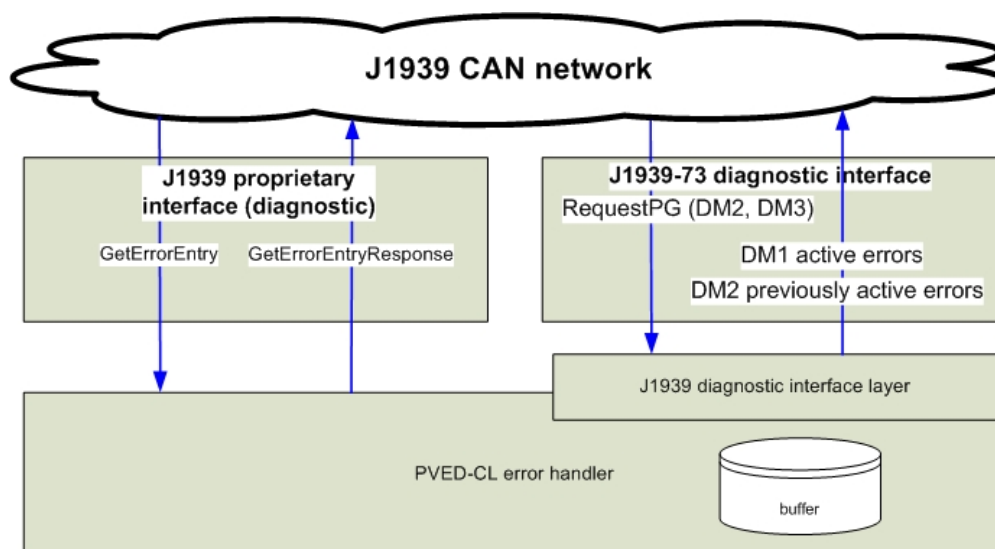 J1939 CAN network
J1939 proprietary
interface (diagnostic)
GetErrorEntry
GetErrorEntryResponse
J1939-73 diagnostic interface
RequestPG (DM2, DM3)
DM1 active errors
DM2 previously active errors
J1939 diagnostic interface layer
PVED-CL error handler
buffer